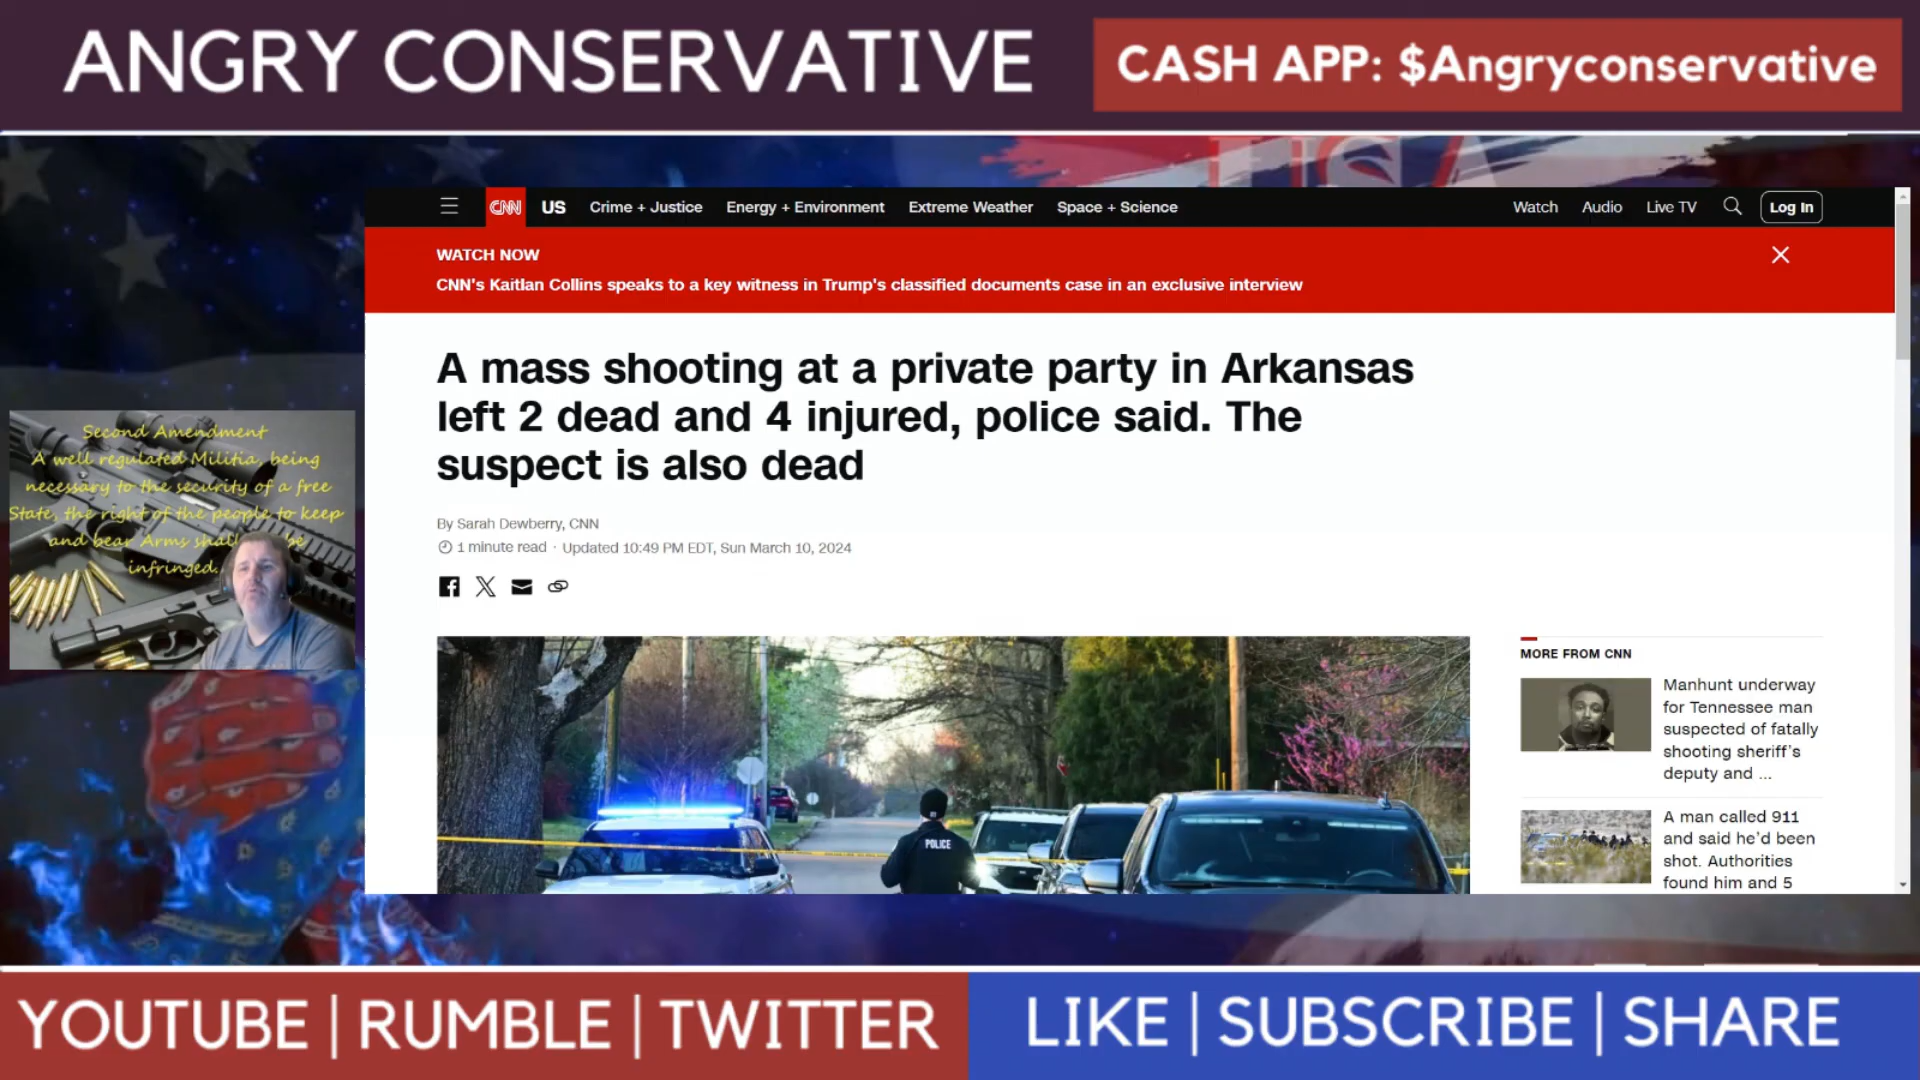 ANGRY CONSERVATIVE
CASH APP: $Angryconservative
USA
CNN US Crime + Justice Energy + Environment Extreme Weather Space + Science Watch Audio Live TV Log In
WATCH NOW
CNN's Kaitlan Collins speaks to a key witness in Trump's classified documents case in an exclusive interview
A mass shooting at a private party in Arkansas
left 2 dead and 4 injured, police said. The
suspect is also dead
By Sarah Dewberry, CNN
1 minute read · Updated 10:49 PM EDT, Sun March 10, 2024
Second Amendment
A well regulated Militia, being
necessary to the security of a free
State, the right of the people to keep
and bear Arms shall be
infringed.
POLICE
MORE FROM CNN
Manhunt underway
for Tennessee man
suspected of fatally
shooting sheriff's
deputy and ...
A man called 911
and said he'd been
shot. Authorities
found him and 5
YOUTUBE | RUMBLE | TWITTER
LIKE | SUBSCRIBE | SHARE